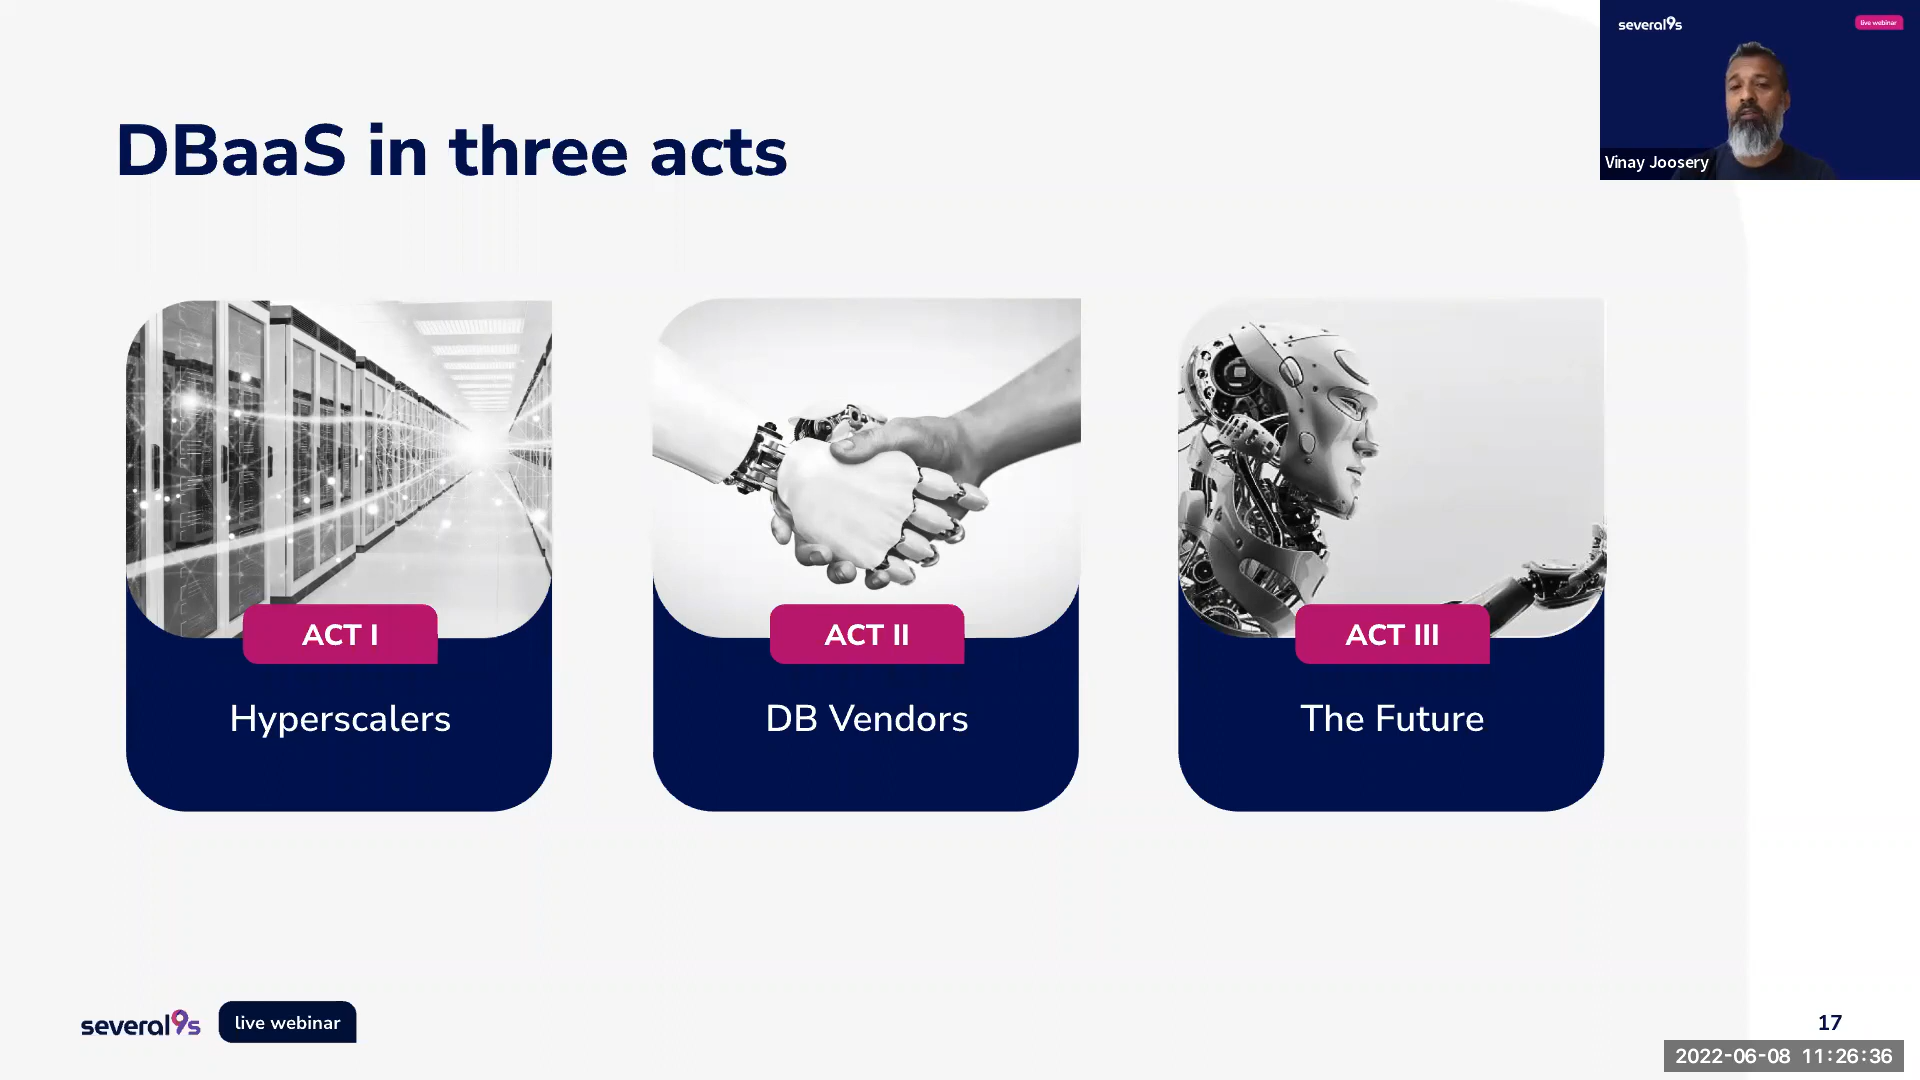 several9s
live webinar
Vinay Joosery
DBaaS in three acts
ACT I
Hyperscalers
ACT II
DB Vendors
ACT III
The Future
several9s
live webinar
17
2022-06-08 11:26:36